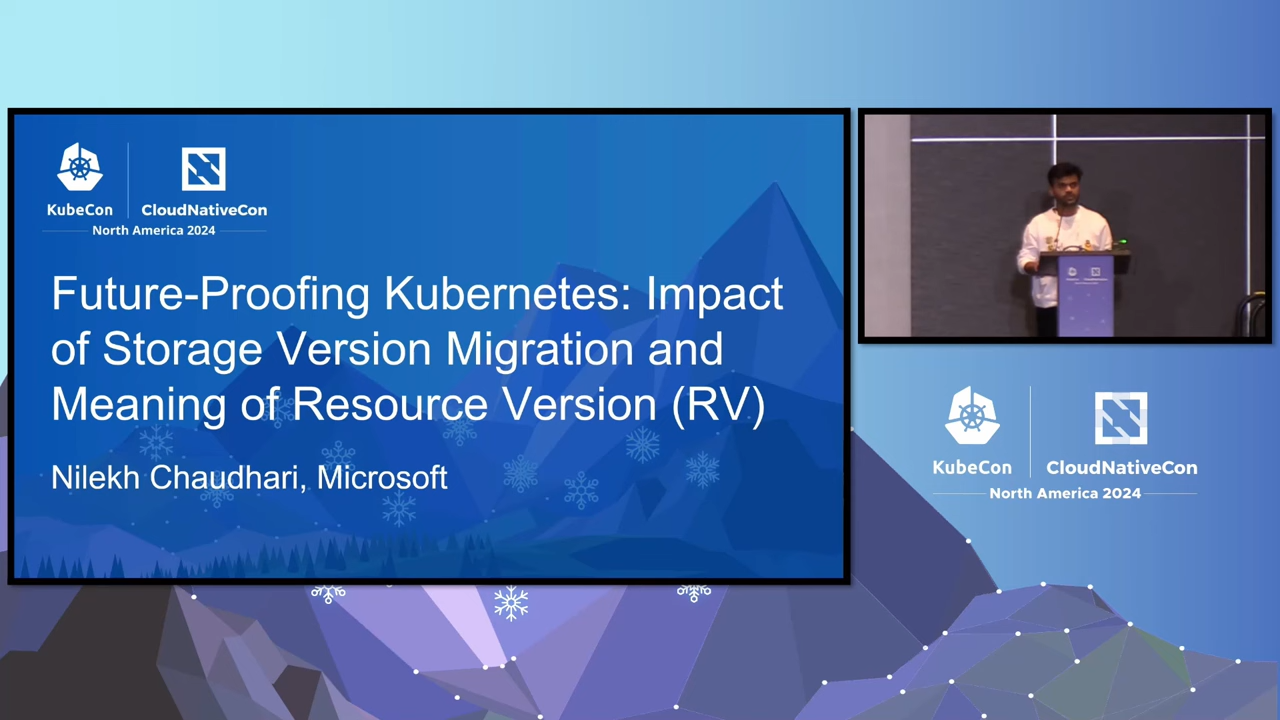 KubeCon
CloudNativeCon
North America 2024
Future-Proofing Kubernetes: Impact
of Storage Version Migration and
Meaning of Resource Version (RV)
Nilekh Chaudhari, Microsoft
KubeCon
CloudNativeCon
North America 2024